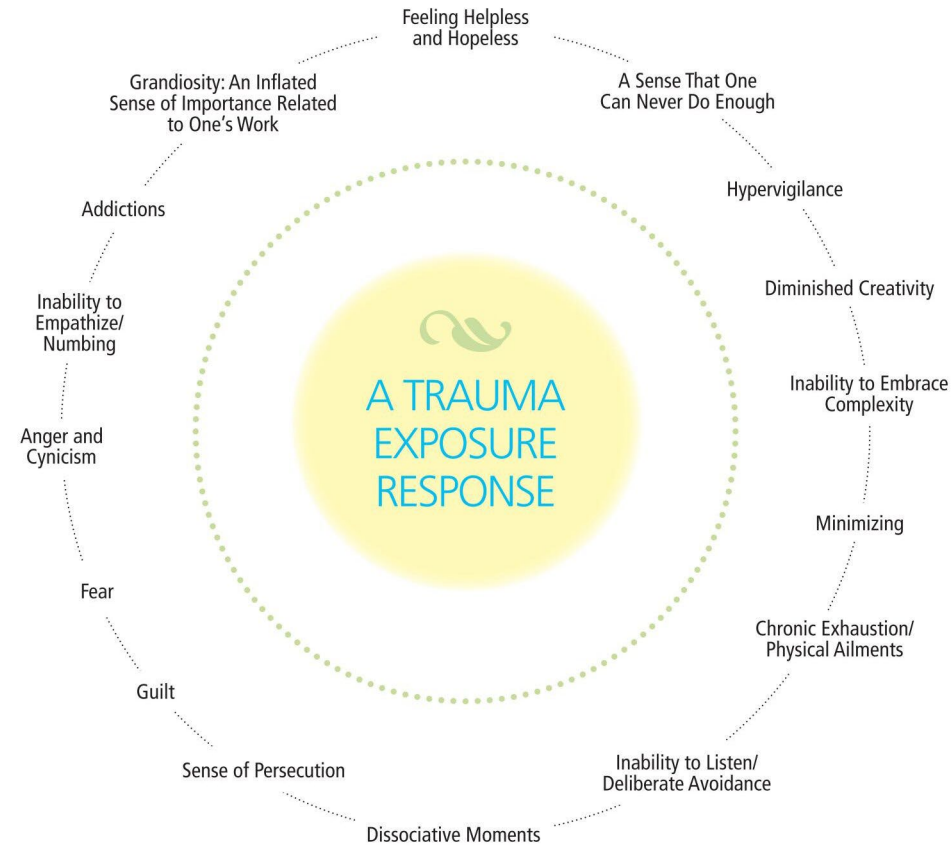 Feeling Helpless
and Hopeless
A Sense That One
Can Never Do Enough
Hypervigilance
Diminished Creativity
Inability to Embrace
Complexity
Minimizing
Chronic Exhaustion/
Physical Ailments
Inability to Listen/
Deliberate Avoidance
Dissociative Moments
Sense of Persecution
Guilt
Fear
Anger and
Cynicism
Inability to
Empathize/
Numbing
Addictions
Grandiosity: An Inflated
Sense of Importance Related
to One’s Work
A TRAUMA
EXPOSURE
RESPONSE